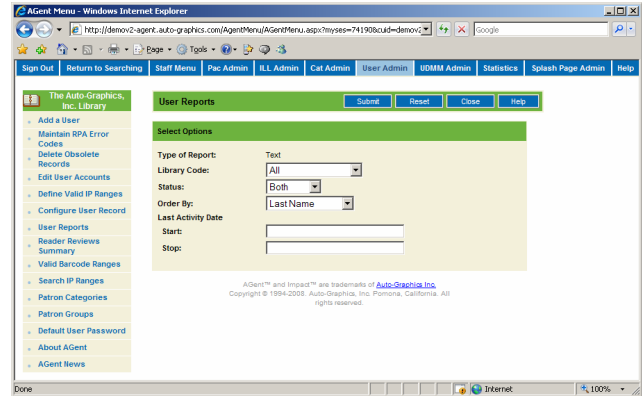 AGent Menu - Windows Internet Explorer
http://demov2-agent.auto-graphics.com/AgentMenu/AGentMenu.aspx?myses=74190&cuid=demov2
Google
Page Tools
Sign Out Return to Searching Staff Menu Pac Admin ILL Admin Cat Admin User Admin UDMM Admin Statistics Splash Page Admin Help
The Auto-Graphics,
Inc. Library
Add a User
Maintain RPA Error
Codes
Delete Obsolete
Records
Edit User Accounts
Define Valid IP Ranges
Configure User Record
User Reports
Reader Reviews
Summary
Valid Barcode Ranges
Search IP Ranges
Patron Categories
Patron Groups
Default User Password
About AGent
AGent News
User Reports Submit Reset Close Help
Select Options
Type of Report: Text
Library Code: All
Status: Both
Order By: Last Name
Last Activity Date
Start:
Stop:
AGent™ and Impact™ are trademarks of Auto-Graphics Inc.
Copyright © 1994-2008. Auto-Graphics, Inc. Pomona, California. All
rights reserved.
Done Internet 100%